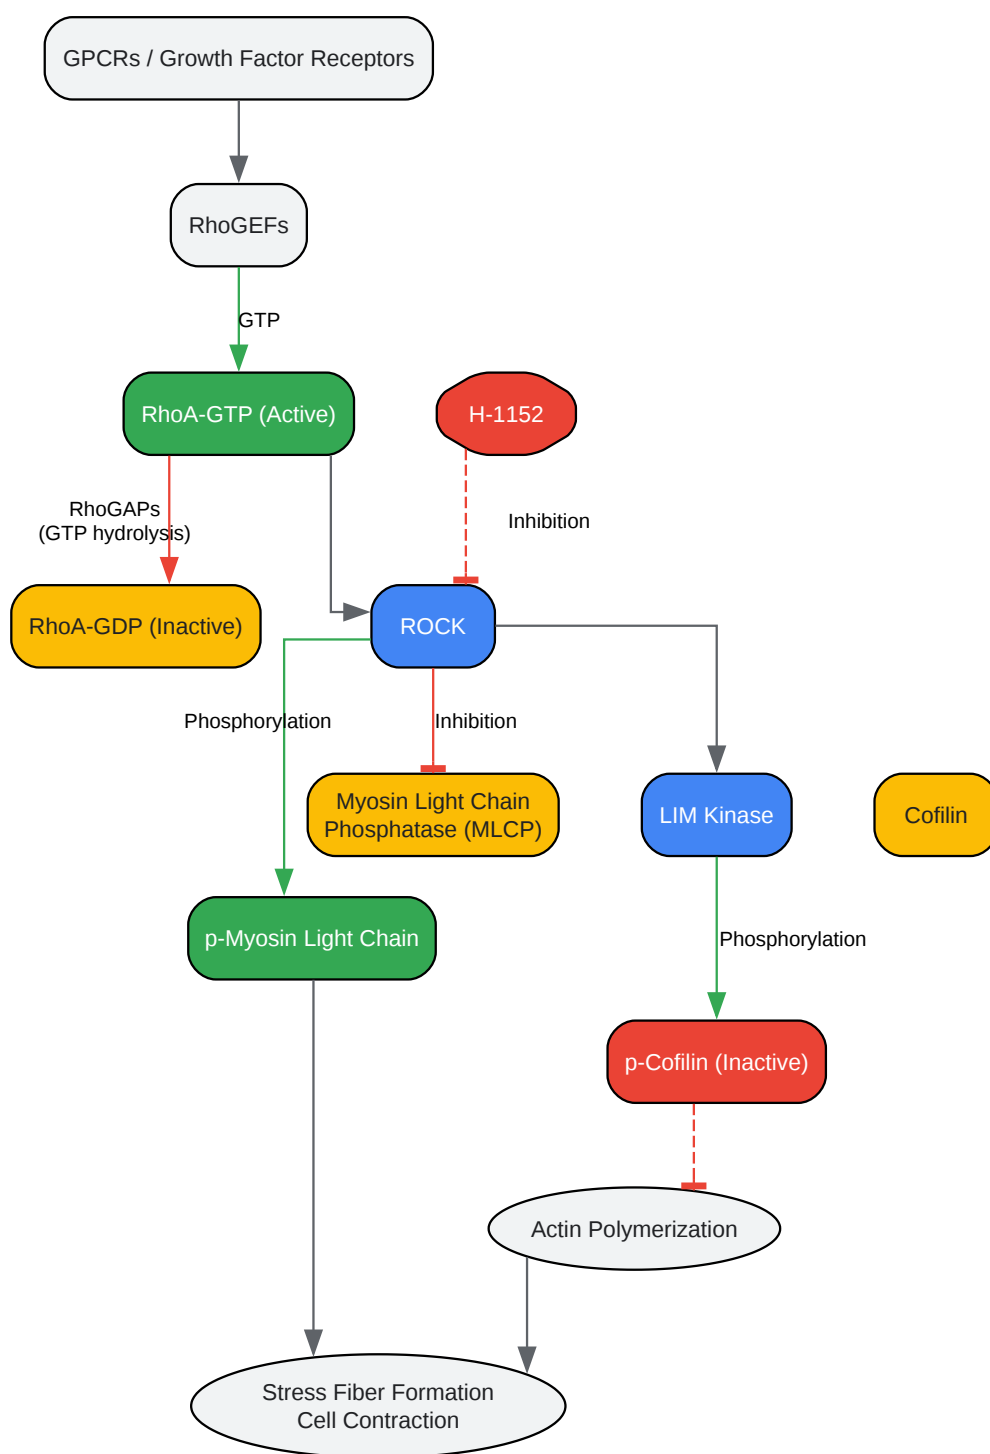 GPCRs / Growth Factor Receptors
RhoGEFs
GTP
RhoA-GTP (Active)
H-1152
RhoGAPs
(GTP hydrolysis)
Inhibition
RhoA-GDP (Inactive)
ROCK
Phosphorylation
Inhibition
Myosin Light Chain
Phosphatase (MLCP)
LIM Kinase
Cofilin
p-Myosin Light Chain
Phosphorylation
p-Cofilin (Inactive)
Actin Polymerization
Stress Fiber Formation
Cell Contraction